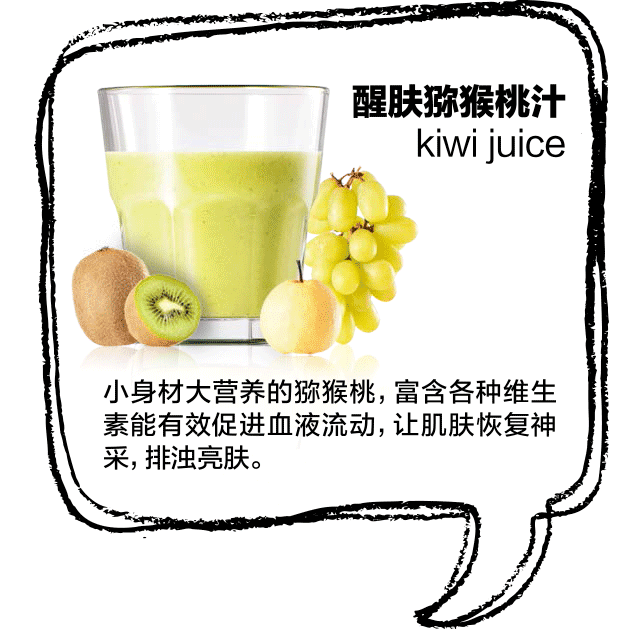 醒肤猕猴桃汁
kiwi juice
小身材大营养的猕猴桃，富含各种维生
素能有效促进血液流动，让肌肤恢复神
采，排浊亮肤。